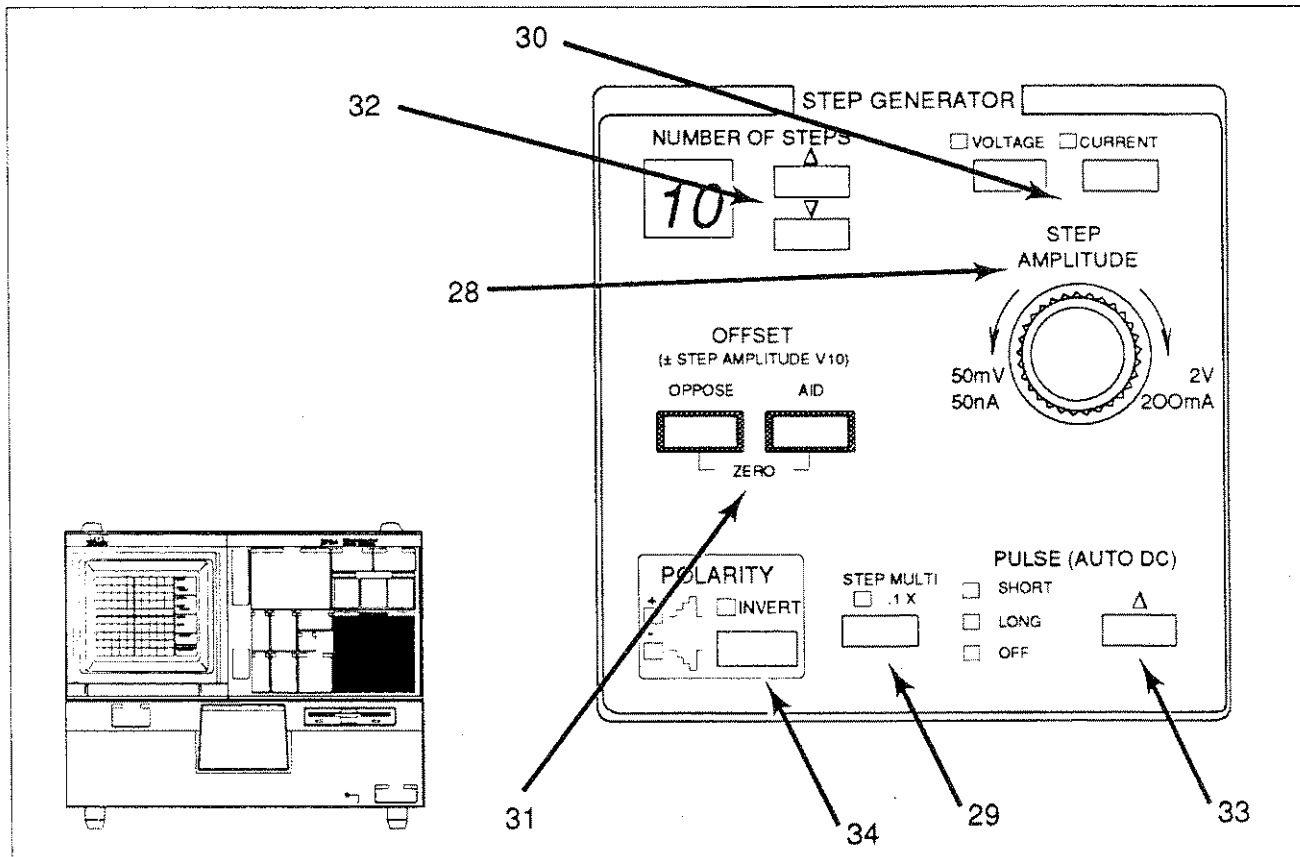 30
STEP GENERATOR
32
NUMBER OF STEPS
VOLTAGE CURRENT
10
STEP
AMPLITUDE
28
OFFSET
(± STEP AMPLITUDE V10)
50mV 2V
50nA 200mA
OPPOSE AID
ZERO
POLARITY
STEP MULTI
.1 X
PULSE (AUTO DC)
+ INVERT
-
SHORT
LONG
OFF
31
34
29
33